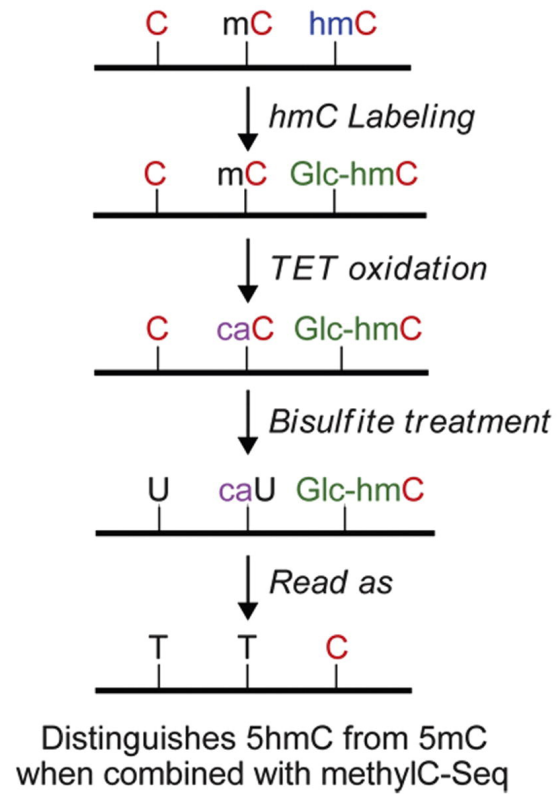 C mC hmC
hmC Labeling
C mC Glc-hmC
TET oxidation
C caC Glc-hmC
Bisulfite treatment
U caU Glc-hmC
Read as
T T C
Distinguishes 5hmC from 5mC
when combined with methylC-Seq